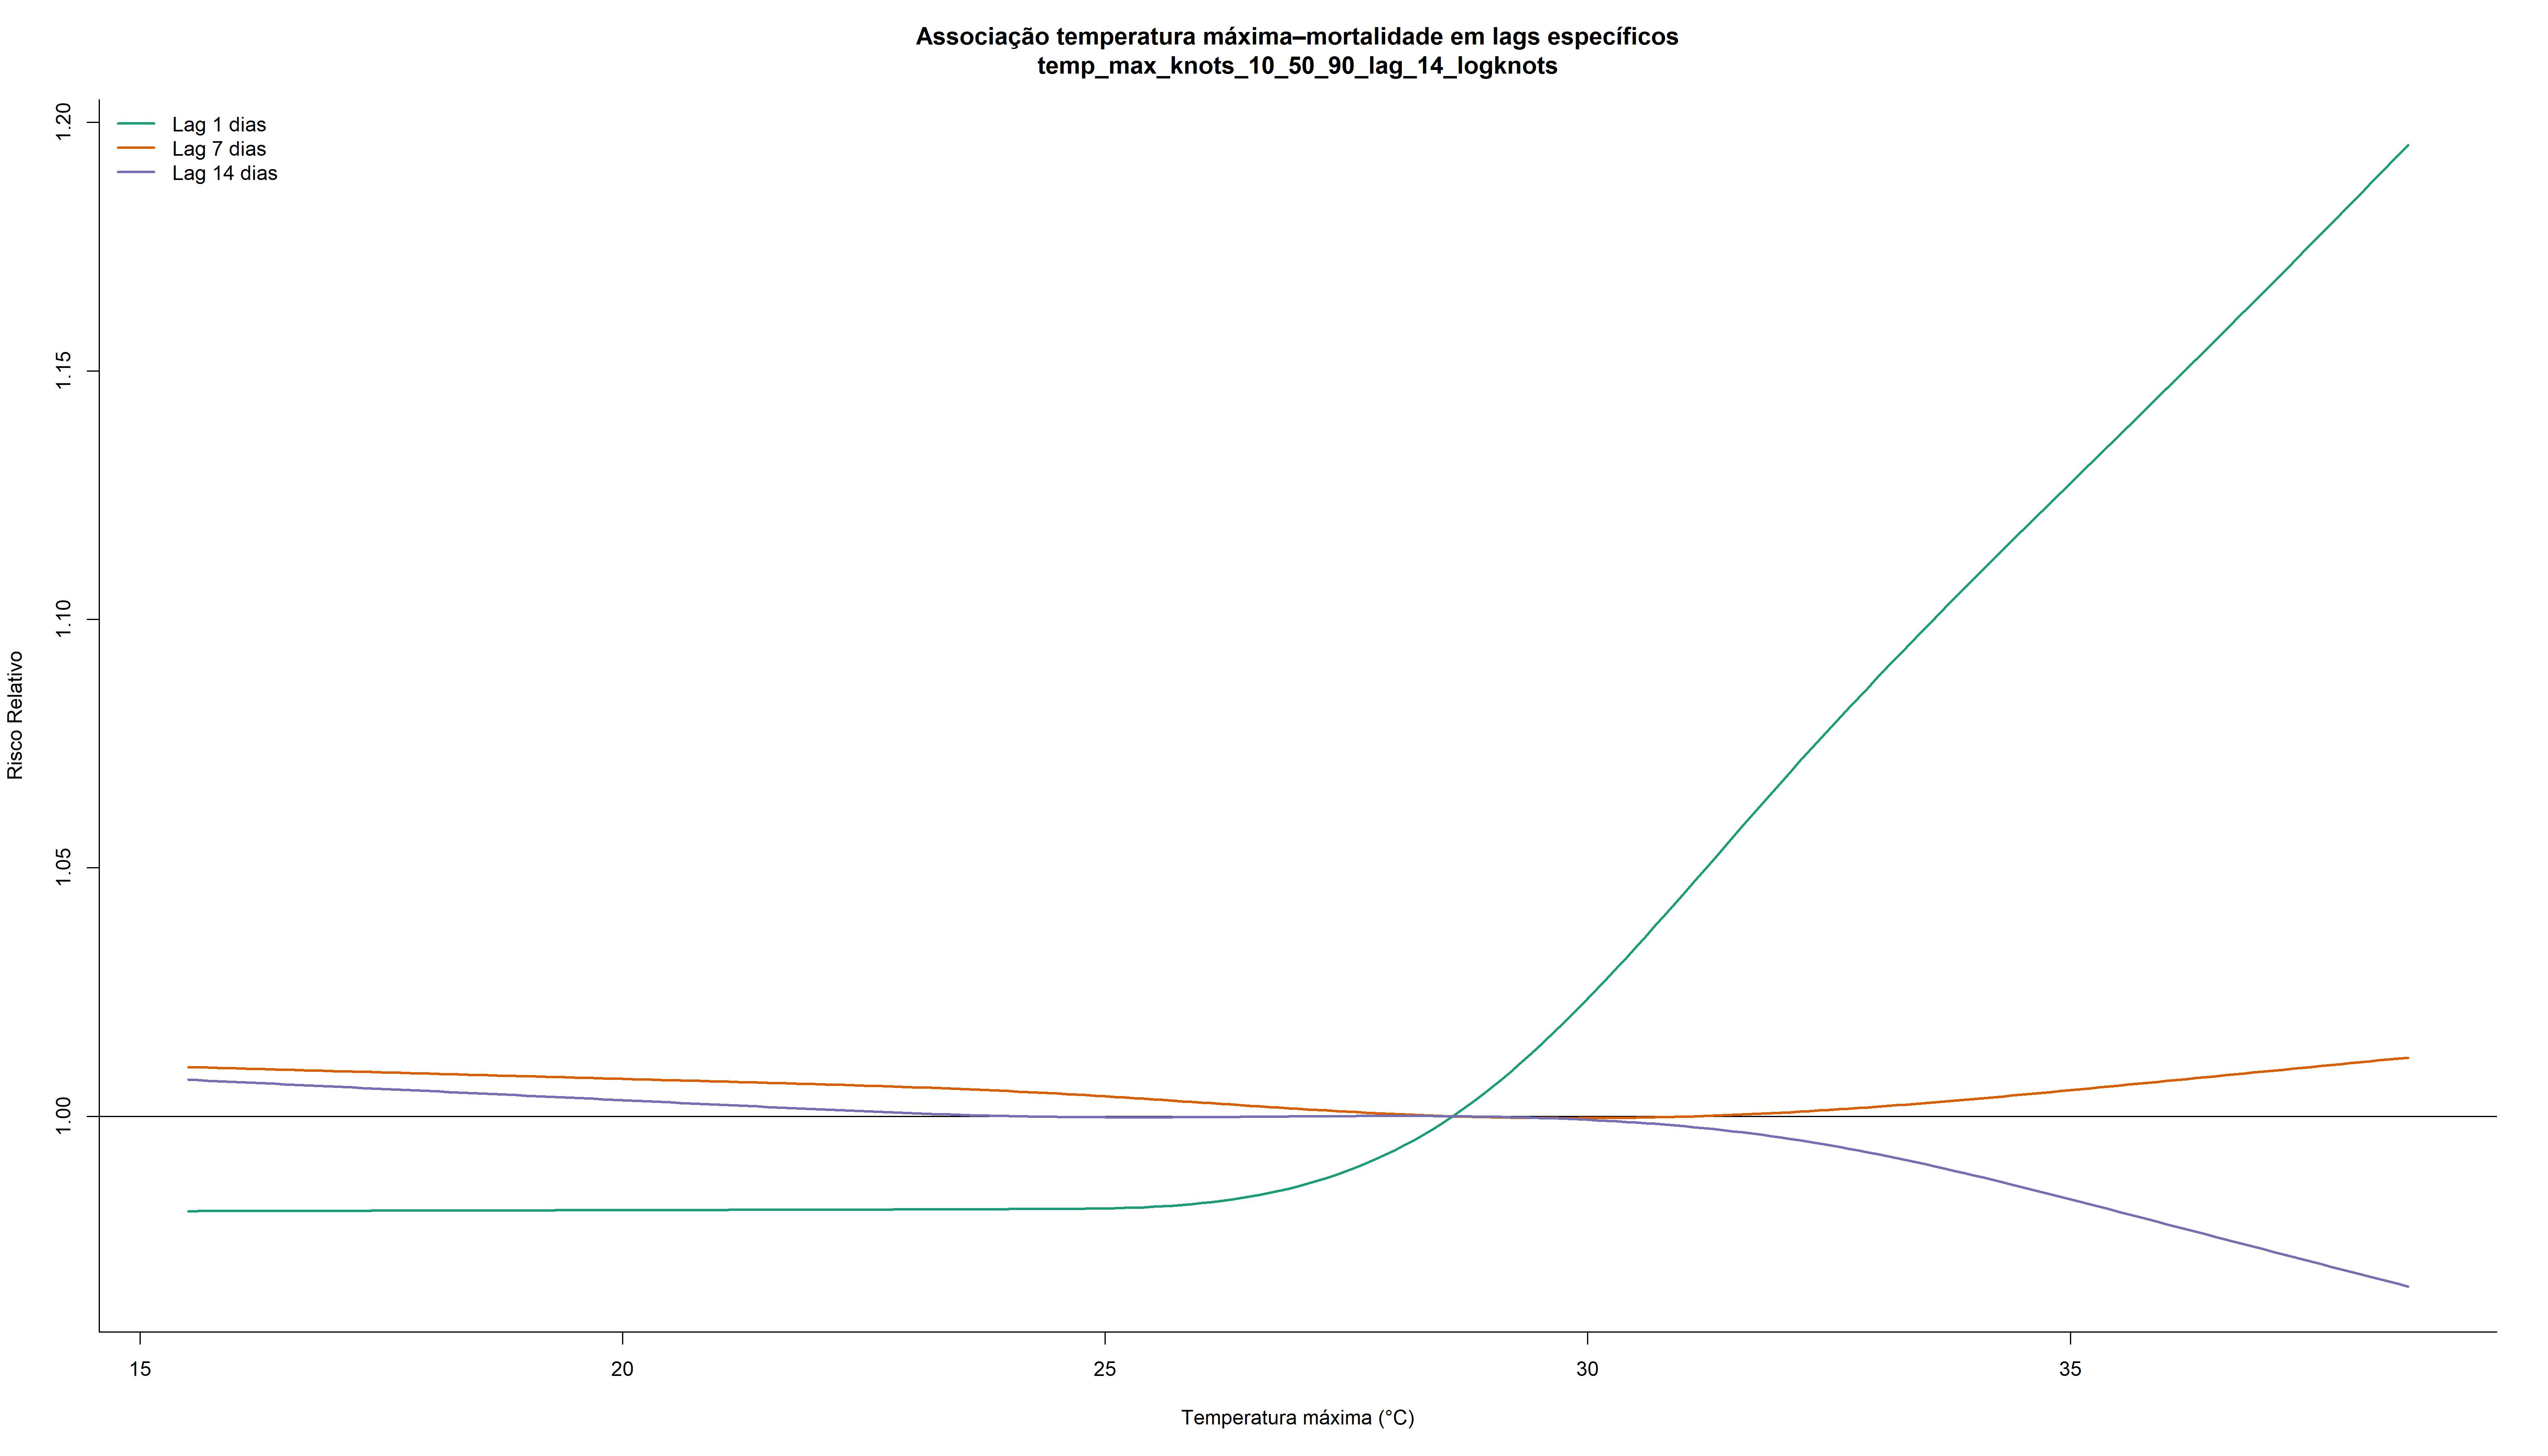 Associação temperatura máxima–mortalidade em lags específicos
temp_max_knots_10_50_90_lag_14_logknots
Lag 1 dias
Lag 7 dias
Lag 14 dias
1.20
1.15
1.10
1.05
1.00
Risco Relativo
15 20 25 30 35
Temperatura máxima (°C)